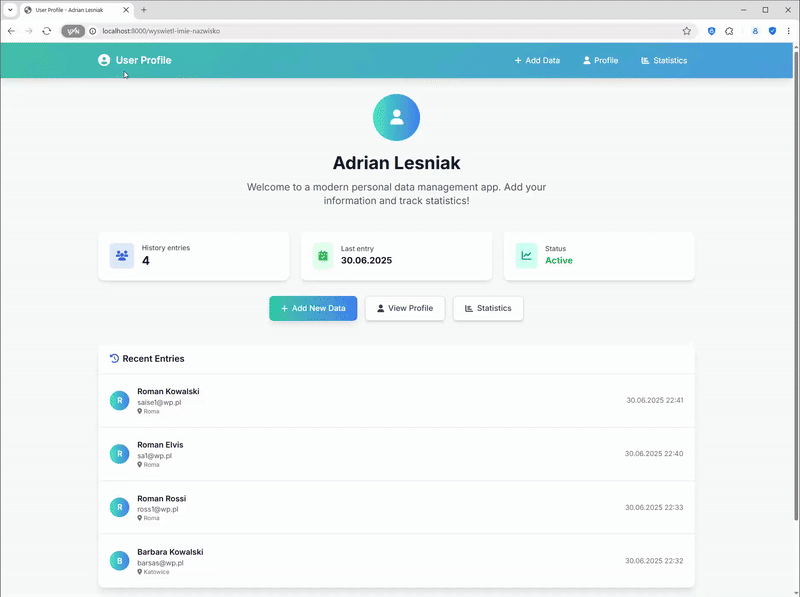 User Profile - Adrian Lesniak
VPN
localhost:8000/wyswietl-imie-nazwisko
User Profile
Add Data
Profile
Statistics
Adrian Lesniak
Welcome to a modern personal data management app. Add your
information and track statistics!
History entries
4
Last entry
30.06.2025
Status
Active
Add New Data
View Profile
Statistics
Recent Entries
R
Roman Kowalski
saise1@wp.pl
Roma
30.06.2025 22:41
R
Roman Elvis
sa1@wp.pl
Roma
30.06.2025 22:40
R
Roman Rossi
ross1@wp.pl
Roma
30.06.2025 22:33
B
Barbara Kowalski
barsas@wp.pl
Katowice
30.06.2025 22:32